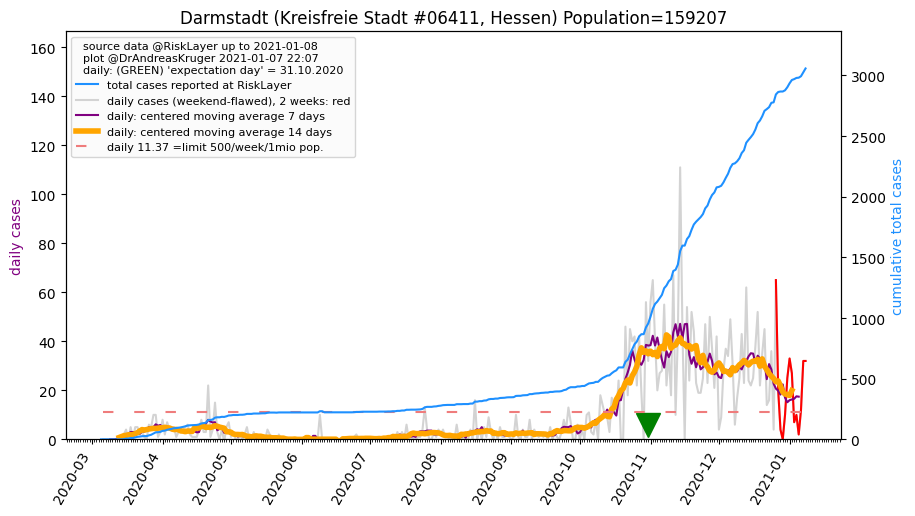 Darmstadt (Kreisfreie Stadt #06411, Hessen) Population=159207
source data @RiskLayer up to 2021-01-08
plot @DrAndreasKruger 2021-01-07 22:07
daily: (GREEN) 'expectation day' = 31.10.2020
total cases reported at RiskLayer
daily cases (weekend-flawed), 2 weeks: red
daily: centered moving average 7 days
daily: centered moving average 14 days
daily 11.37 =limit 500/week/1mio pop.
daily cases
160
140
120
100
80
60
40
20
0
3000
2500
2000
1500
1000
500
0
cumulative total cases
2020-03
2020-04
2020-05
2020-06
2020-07
2020-08
2020-09
2020-10
2020-11
2020-12
2021-01